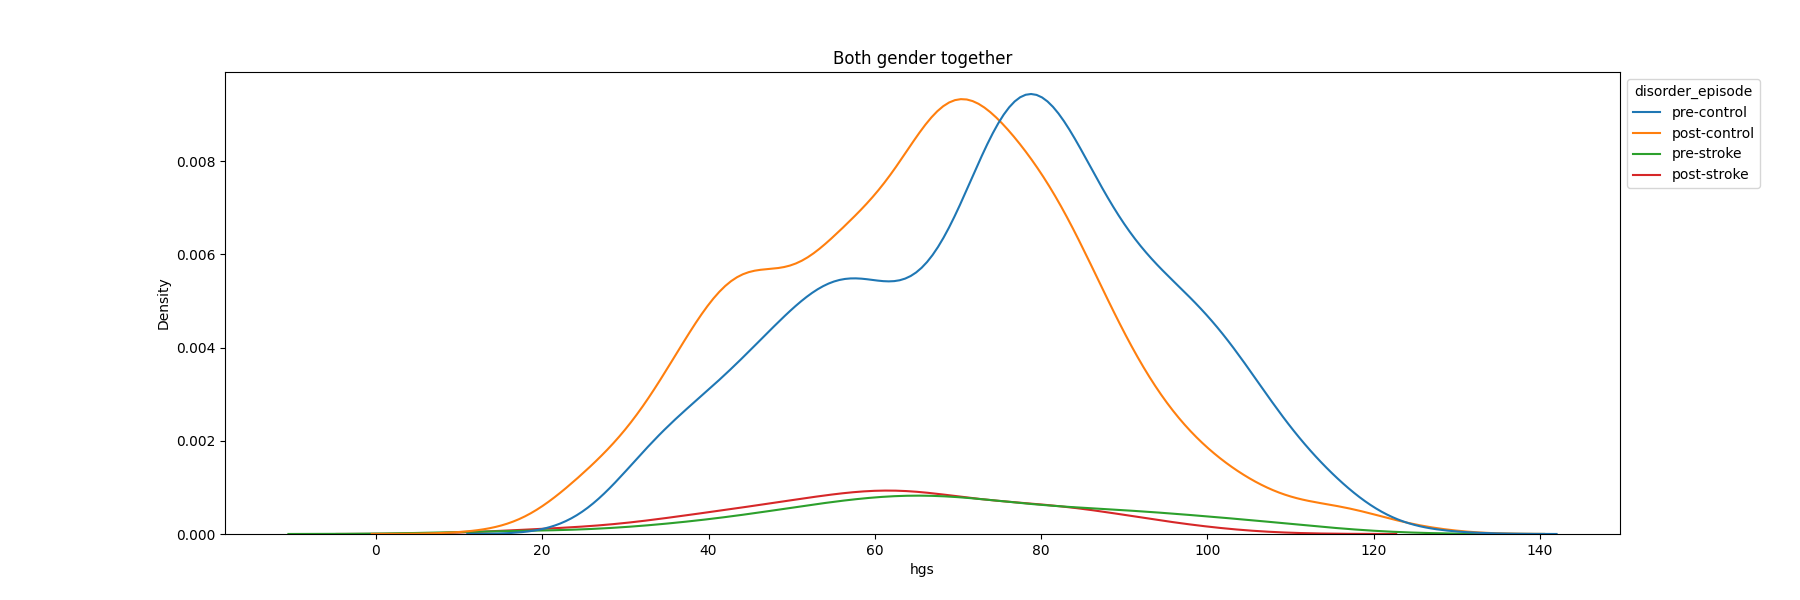 Both gender together
disorder_episode
pre-control
post-control
pre-stroke
post-stroke
Density
0.008
0.006
0.004
0.002
0.000
0 20 40 60 80 100 120 140
hgs